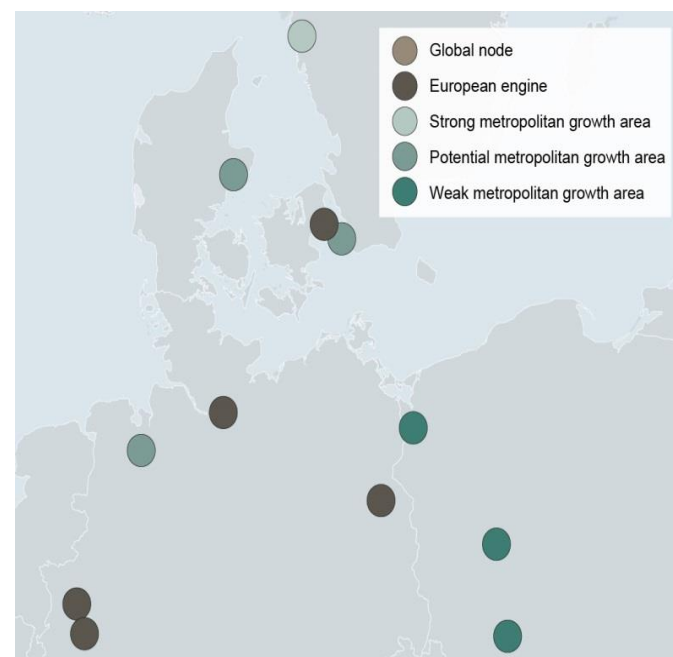 Global node
European engine
Strong metropolitan growth area
Potential metropolitan growth area
Weak metropolitan growth area